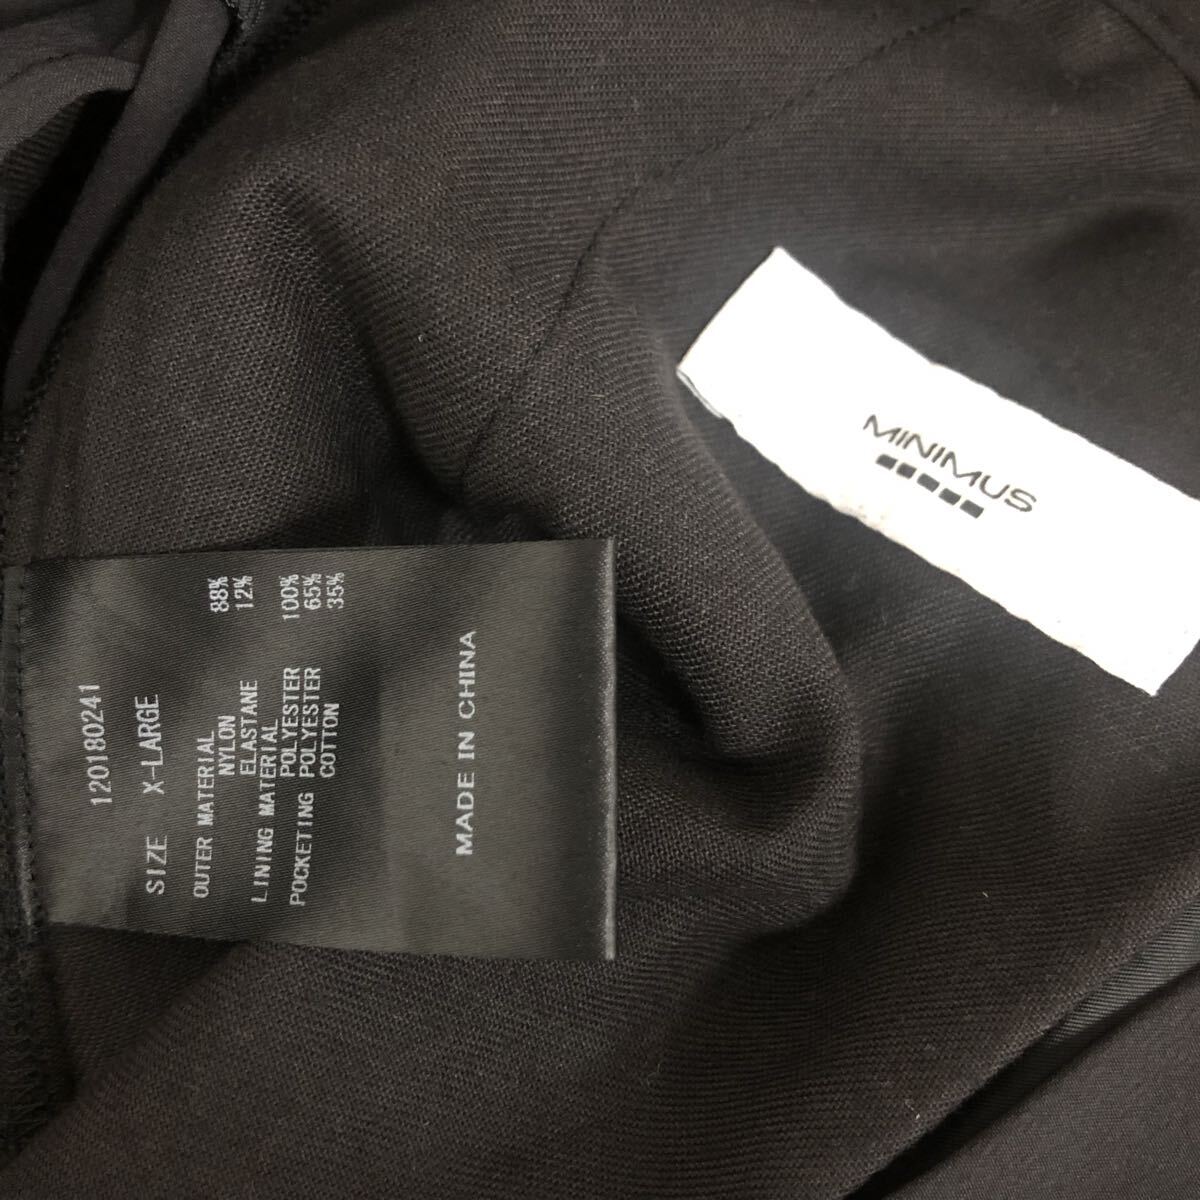 120180241
SIZE X-LARGE
OUTER MATERIAL
NYLON 88%
ELASTANE 12%
LINING MATERIAL
POLYESTER 100%
POCKETING POLYESTER 65%
COTTON 35%
MADE IN CHINA
MINIMUS